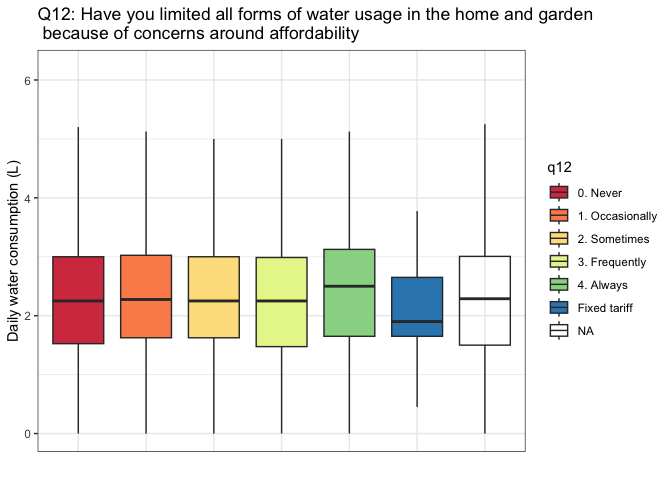 Q12: Have you limited all forms of water usage in the home and garden
because of concerns around affordability
Daily water consumption (L)
6
4
2
0
q12
0. Never
1. Occasionally
2. Sometimes
3. Frequently
4. Always
Fixed tariff
NA